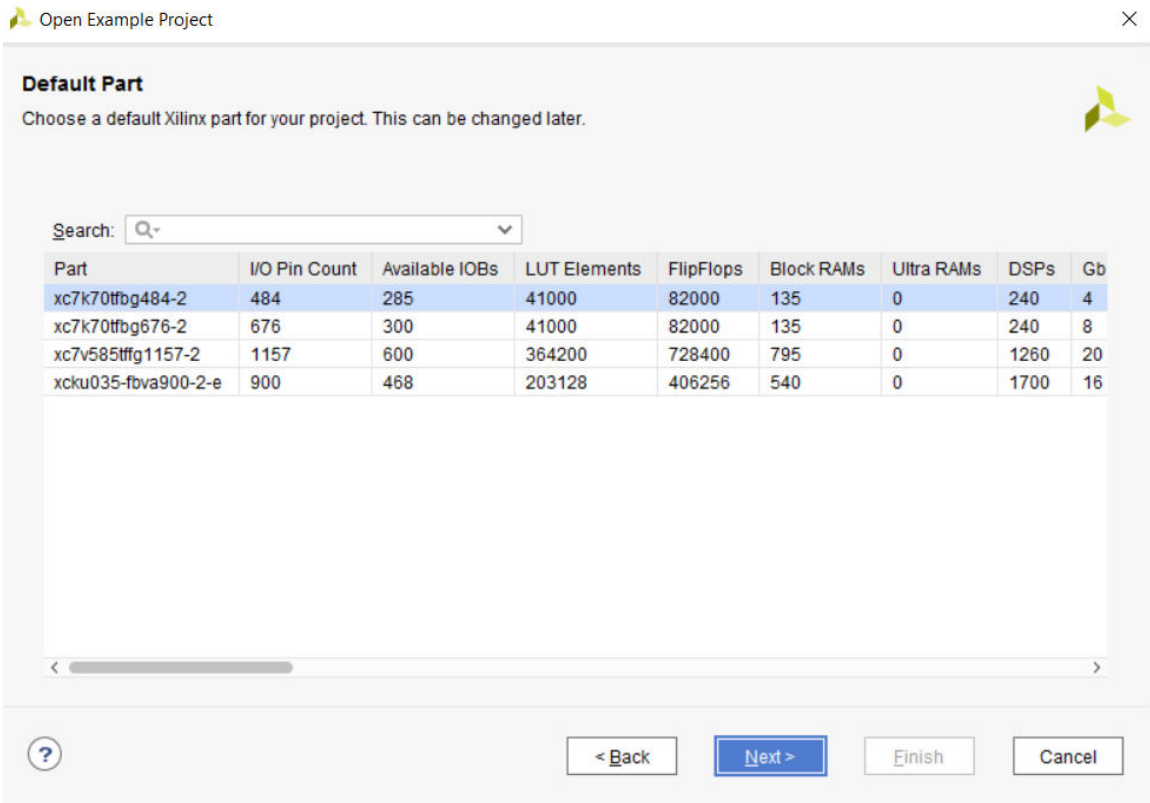 Open Example Project
Default Part
Choose a default Xilinx part for your project. This can be changed later.
Search:
Part I/O Pin Count Available IOBs LUT Elements FlipFlops Block RAMs Ultra RAMs DSPs Gb
xc7k70tfbg484-2 484 285 41000 82000 135 0 240 4
xc7k70tfbg676-2 676 300 41000 82000 135 0 240 8
xc7v585tffg1157-2 1157 600 364200 728400 795 0 1260 20
xcku035-fbva900-2-e 900 468 203128 406256 540 0 1700 16
? < Back Next > Finish Cancel